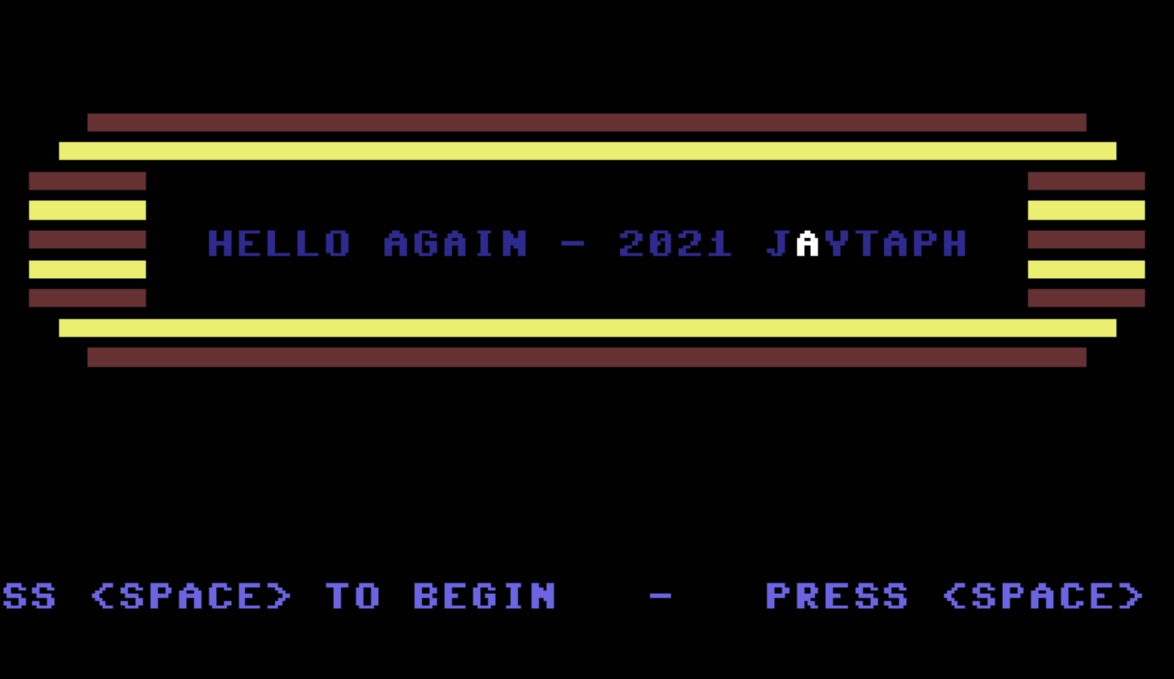 HELLO AGAIN - 2021 JAYTAPH
SS <SPACE> TO BEGIN - PRESS <SPACE>